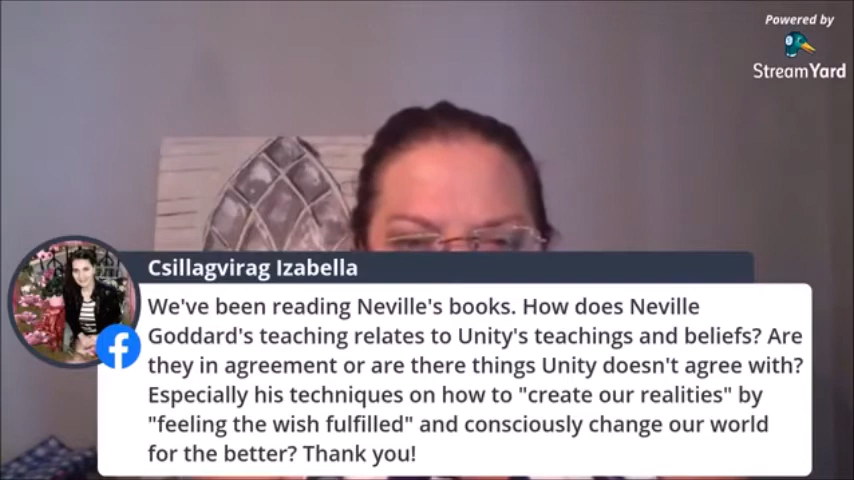 Powered by
StreamYard
Csillagvirag Izabella
We've been reading Neville's books. How does Neville
Goddard's teaching relates to Unity's teachings and beliefs? Are
they in agreement or are there things Unity doesn't agree with?
Especially his techniques on how to "create our realities" by
"feeling the wish fulfilled" and consciously change our world
for the better? Thank you!